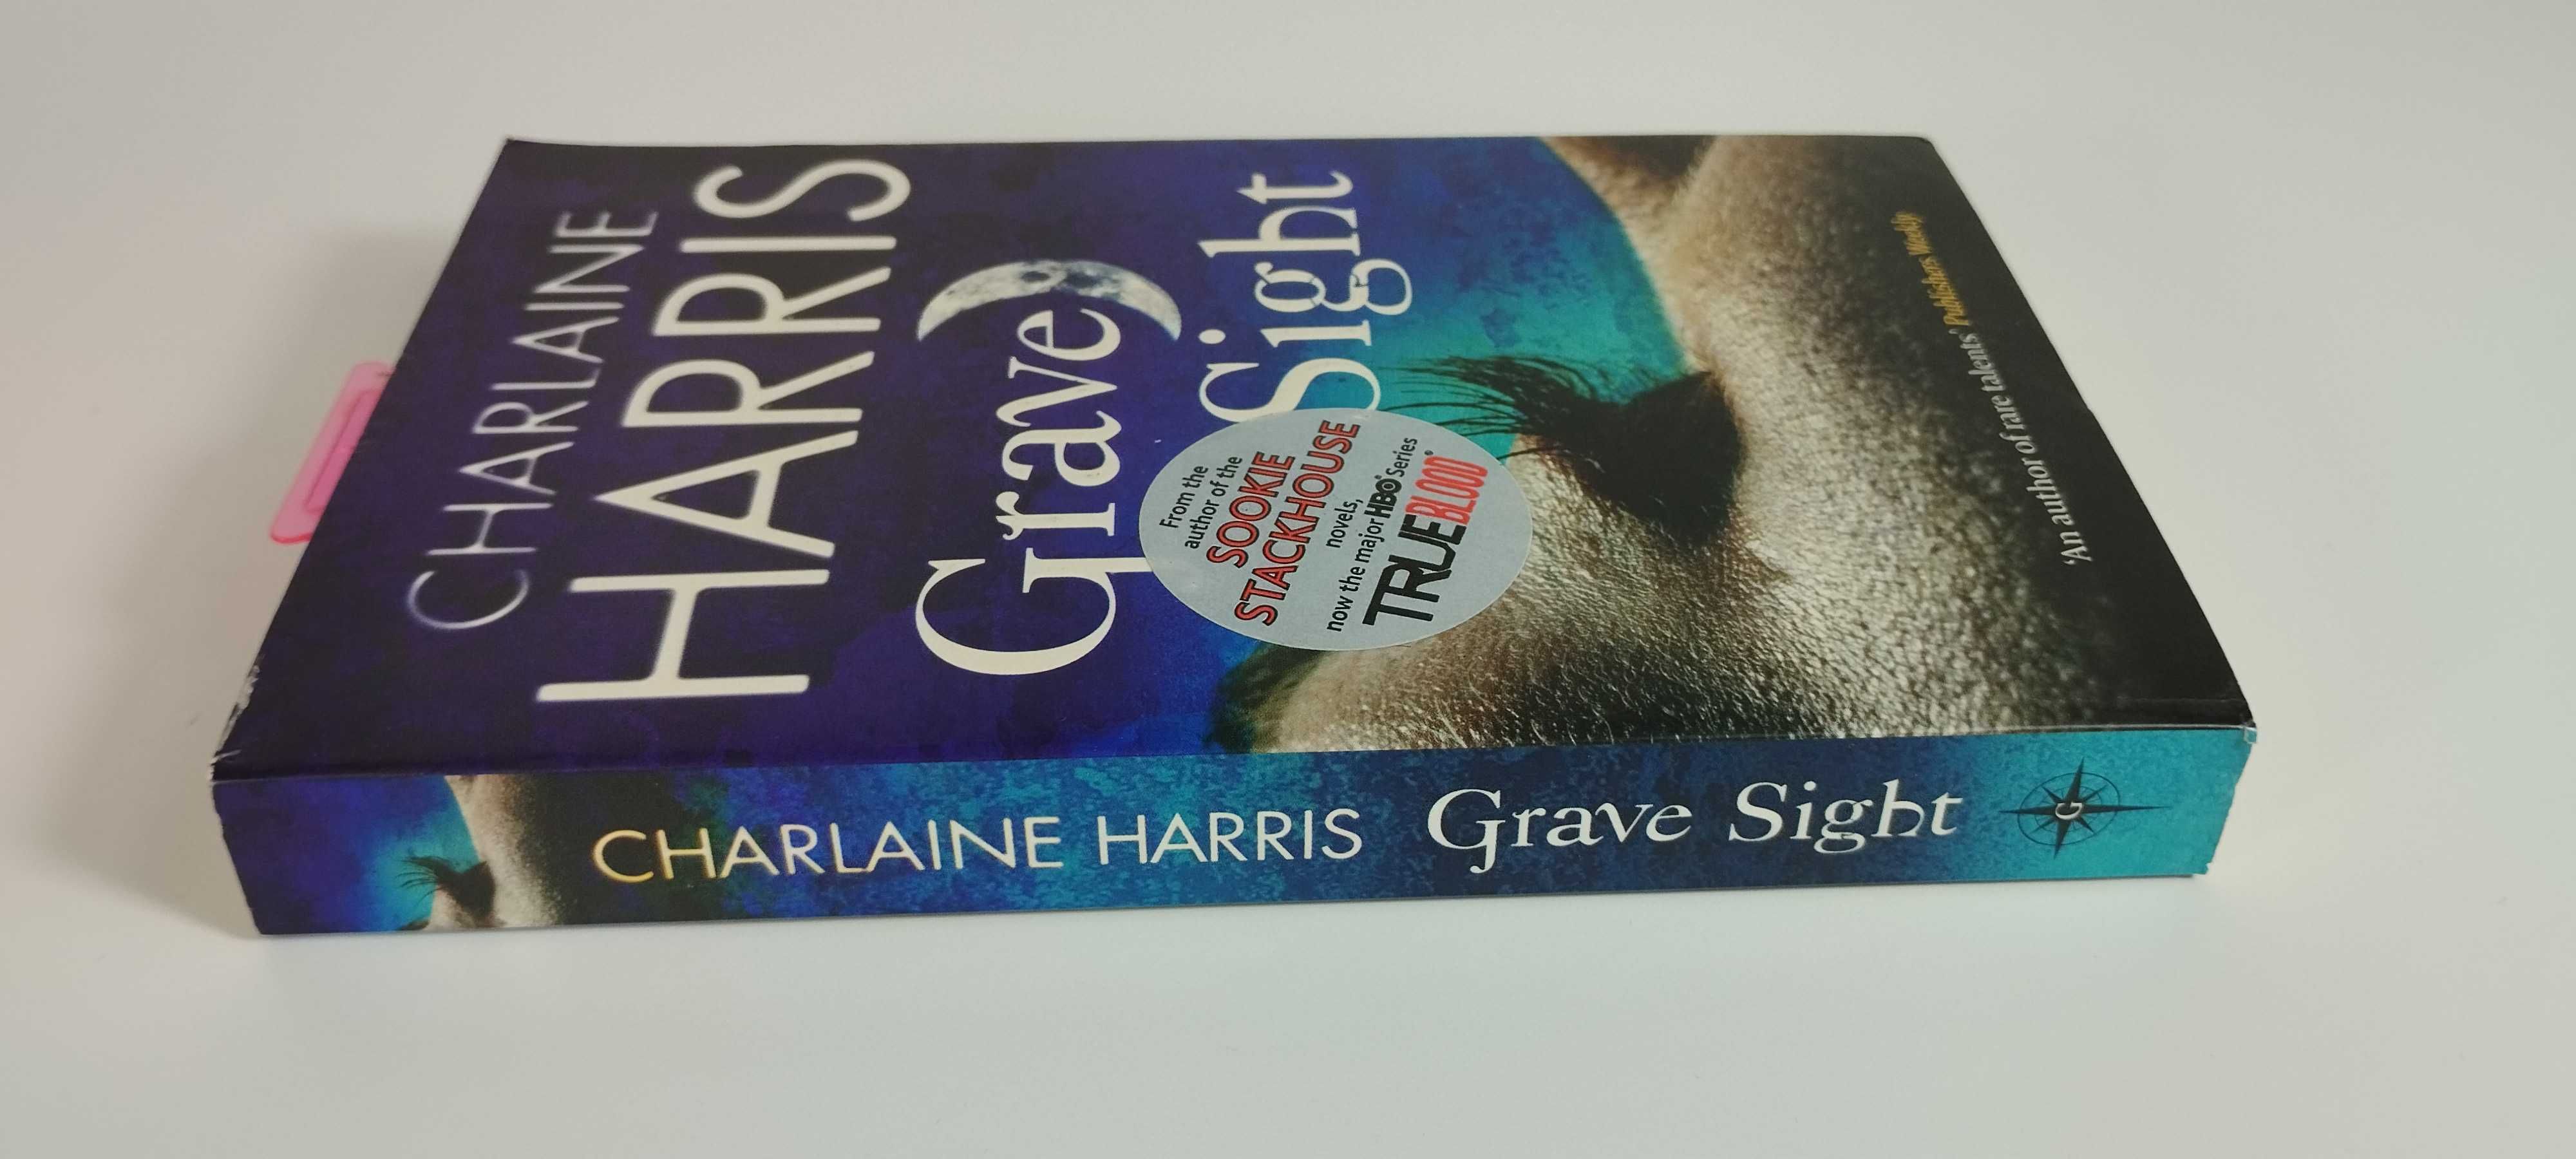 CHARLAINE
HARRIS
Grave
Sight
From the
author of the
SOOKIE
STACKHOUSE
novels,
now the major HBO® Series
TRUEBLOOD®
'An author of rare talents' Publishers Weekly
CHARLAINE HARRIS Grave Sight
G